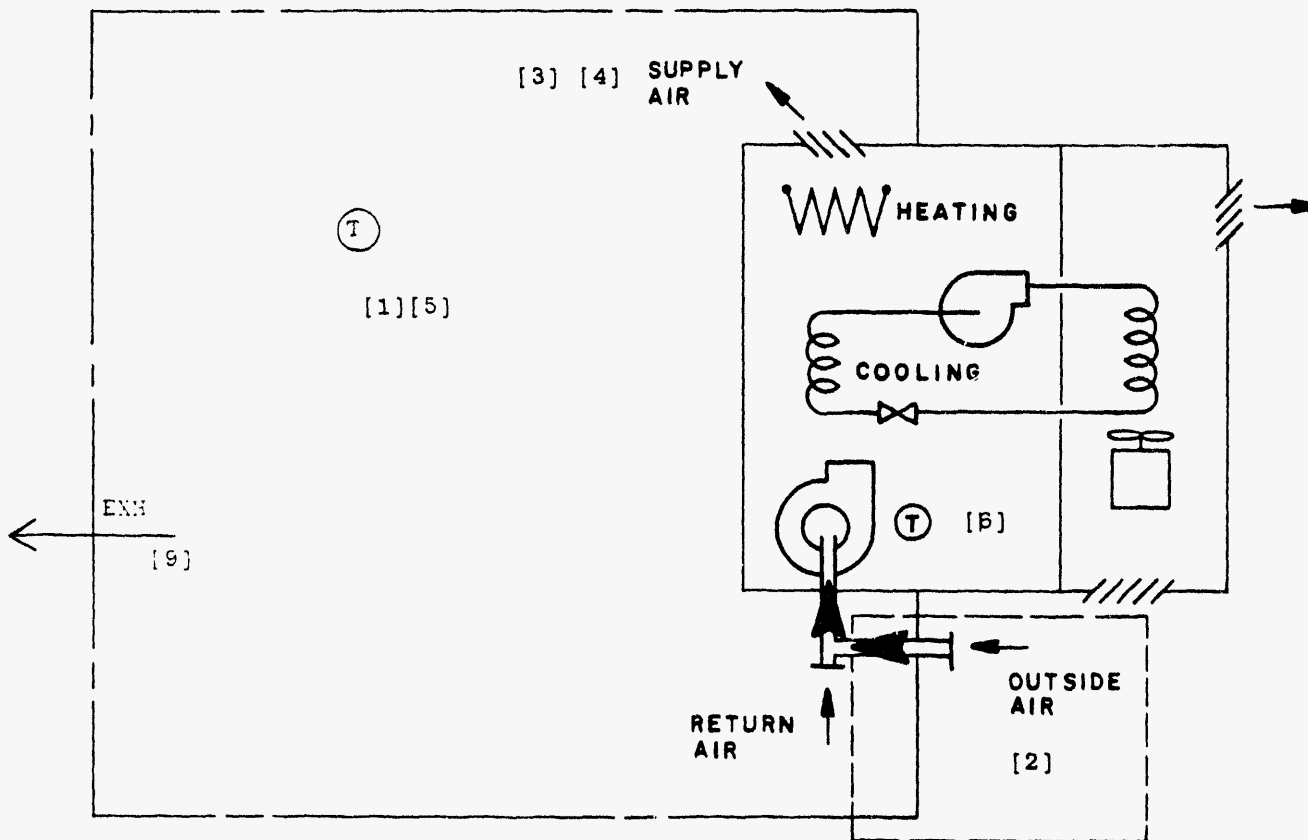 [3] [4] SUPPLY
AIR
HEATING
T
[1][5]
COOLING
EXH
T
[9]
OUTSIDE
AIR
RETURN
AIR
[2]